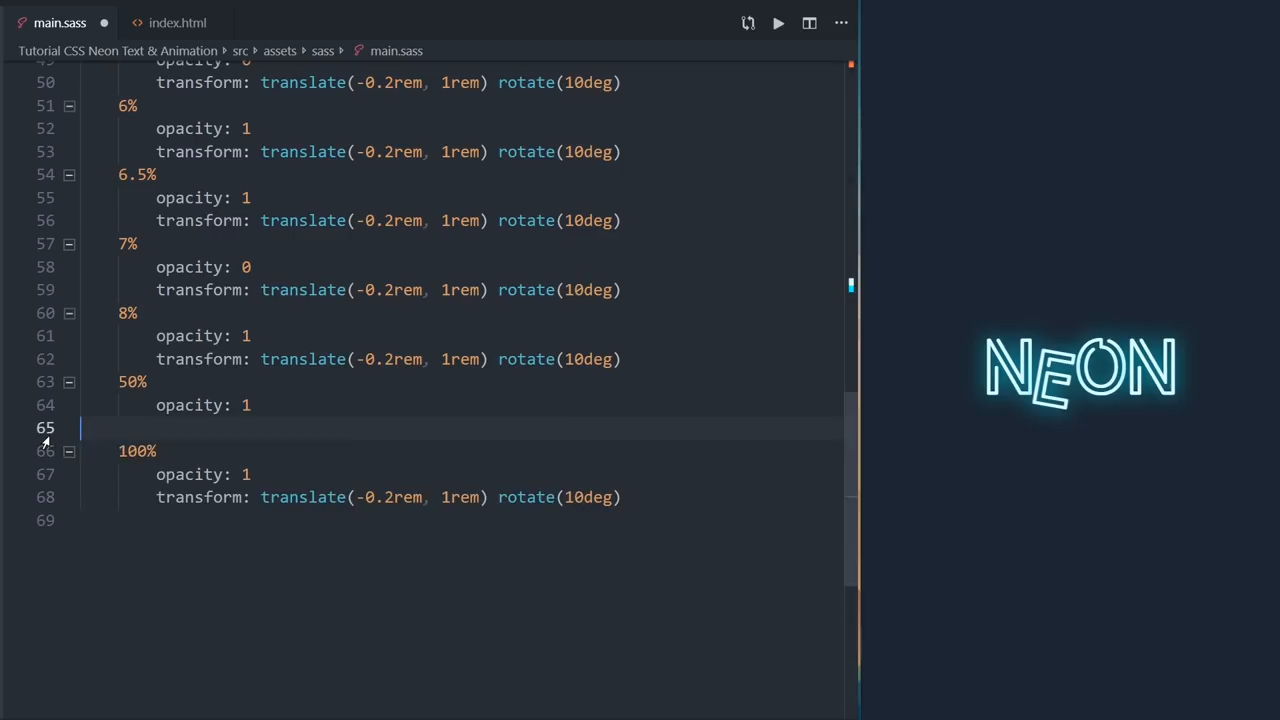 main.sass
index.html
Tutorial CSS Neon Text & Animation src assets sass main.sass
49 opacity: 0
50 transform: translate(-0.2rem, 1rem) rotate(10deg)
51 6%
52 opacity: 1
53 transform: translate(-0.2rem, 1rem) rotate(10deg)
54 6.5%
55 opacity: 1
56 transform: translate(-0.2rem, 1rem) rotate(10deg)
57 7%
58 opacity: 0
59 transform: translate(-0.2rem, 1rem) rotate(10deg)
60 8%
61 opacity: 1
62 transform: translate(-0.2rem, 1rem) rotate(10deg)
63 50%
64 opacity: 1
65
66 100%
67 opacity: 1
68 transform: translate(-0.2rem, 1rem) rotate(10deg)
69
NEON